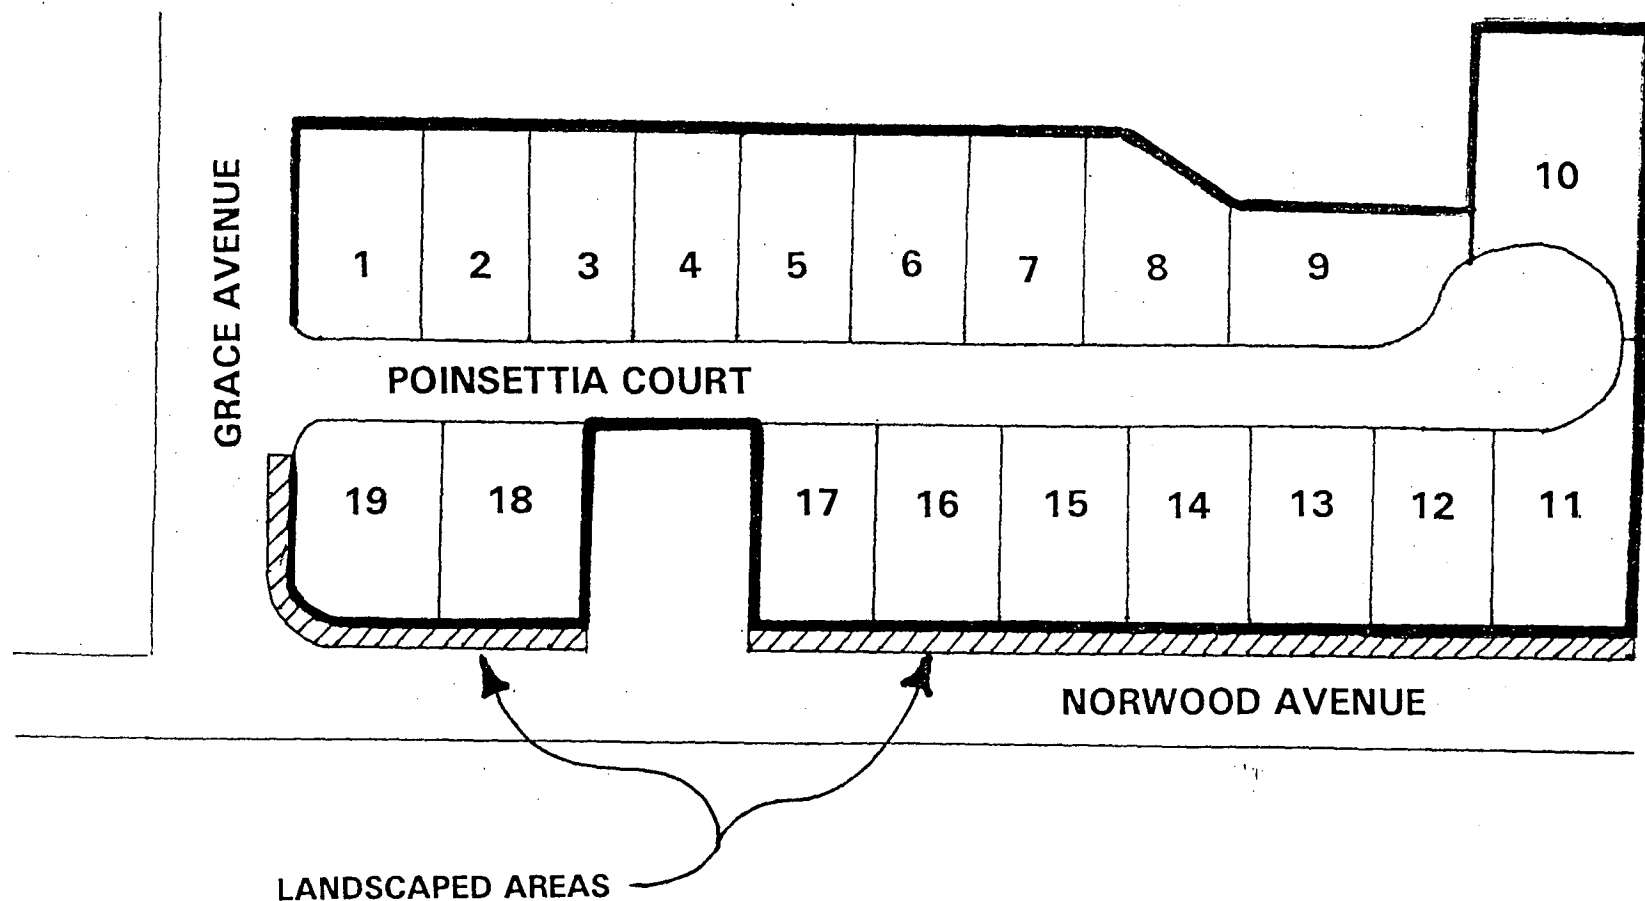 10
GRACE AVENUE
1 2 3 4 5 6 7 8 9
POINSETTIA COURT
19 18 17 16 15 14 13 12 11
NORWOOD AVENUE
LANDSCAPED AREAS